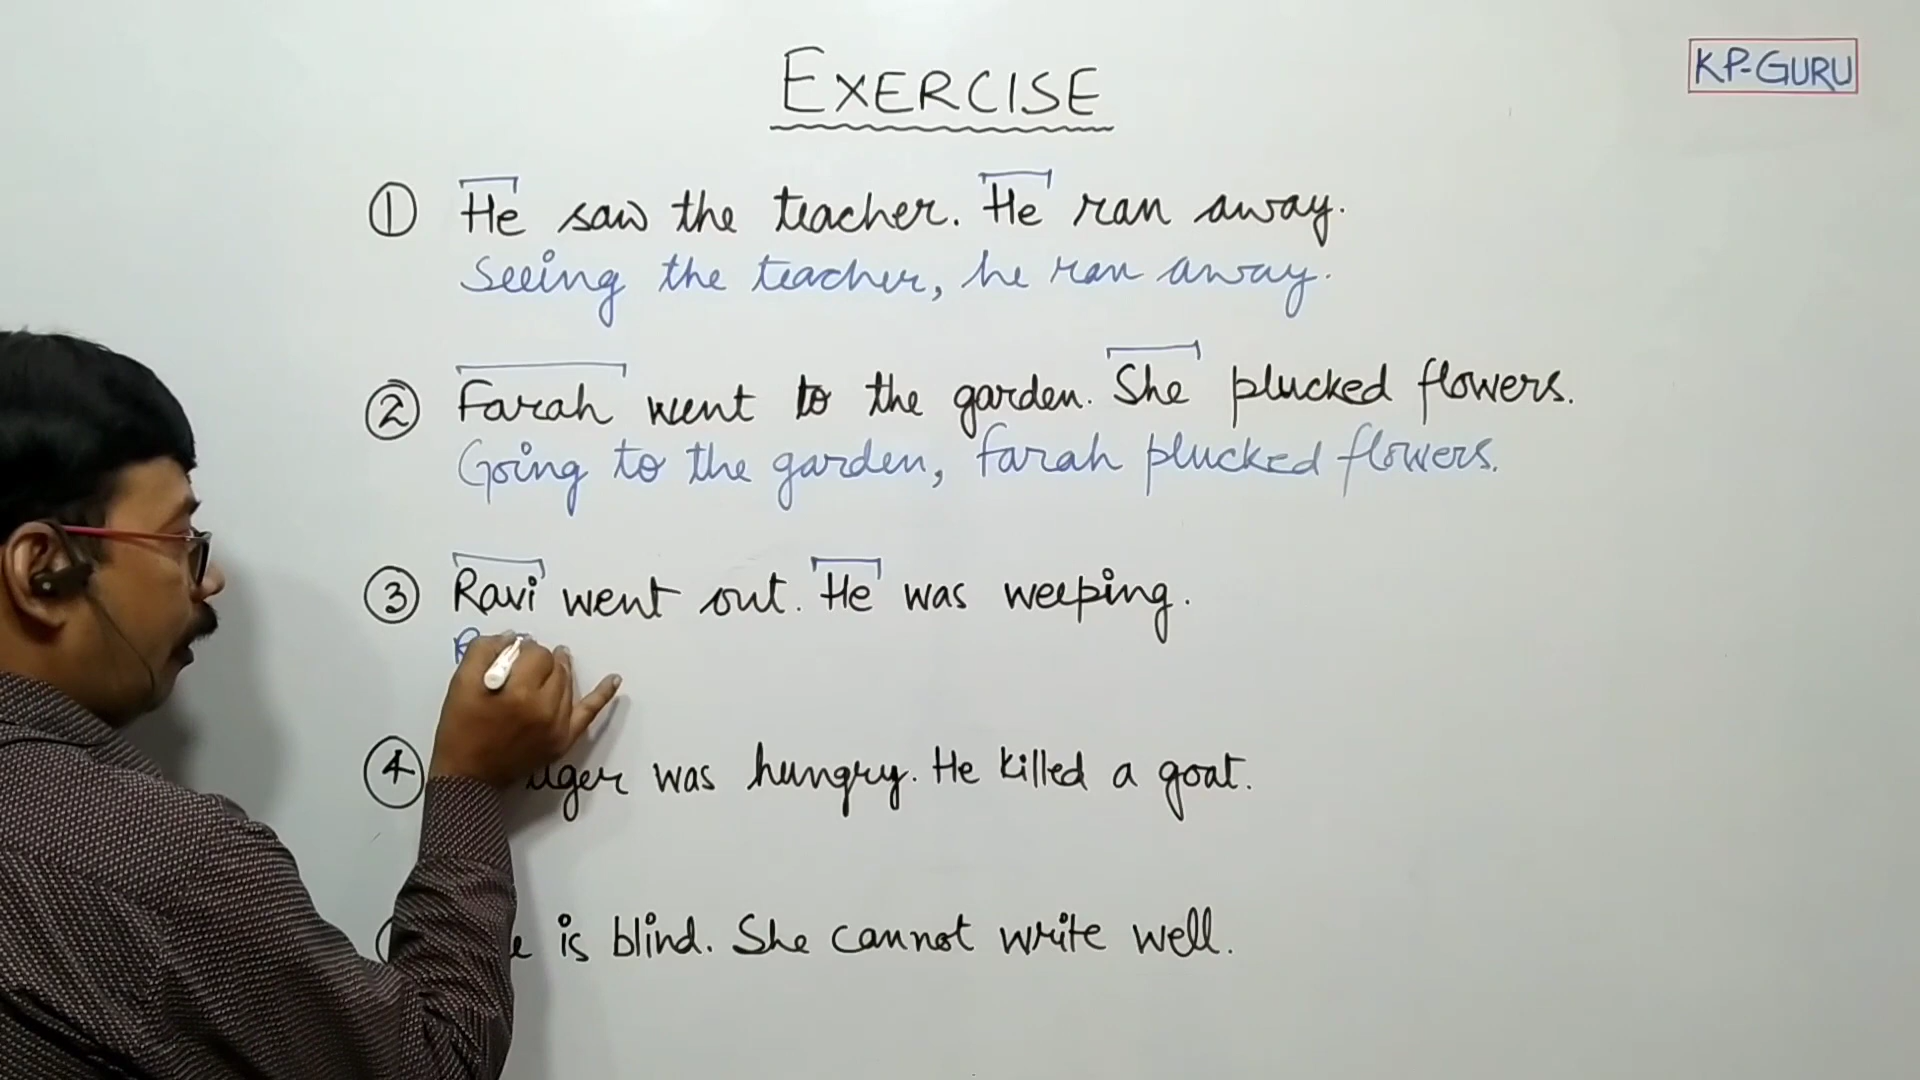 EXERCISE
KP-GURU
① He saw the teacher. He ran away.
Seeing the teacher, he ran away.
② Farah went to the garden. She plucked flowers.
Going to the garden, Farah plucked flowers.
③ Ravi went out. He was weeping.
④ was hungry. He killed a goat.
is blind. She cannot write well.